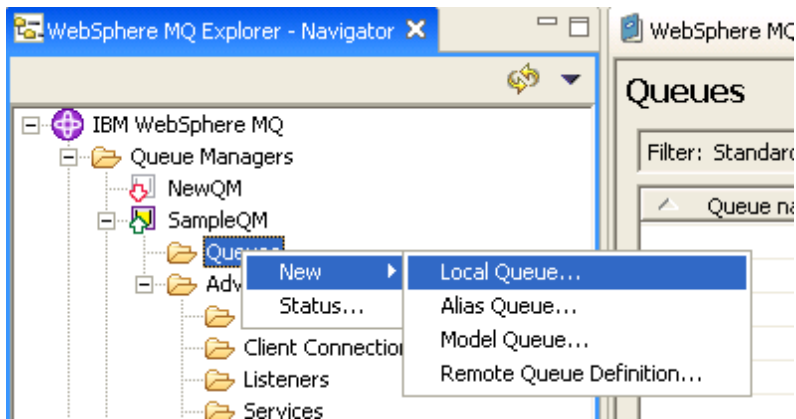 WebSphere MQ Explorer - Navigator
WebSphere MQ
Queues
IBM WebSphere MQ
Queue Managers
Filter: Standard
NewQM
SampleQM
Queue
New
Local Queue...
Status...
Alias Queue...
Model Queue...
Client Connection
Remote Queue Definition...
Listeners
Services